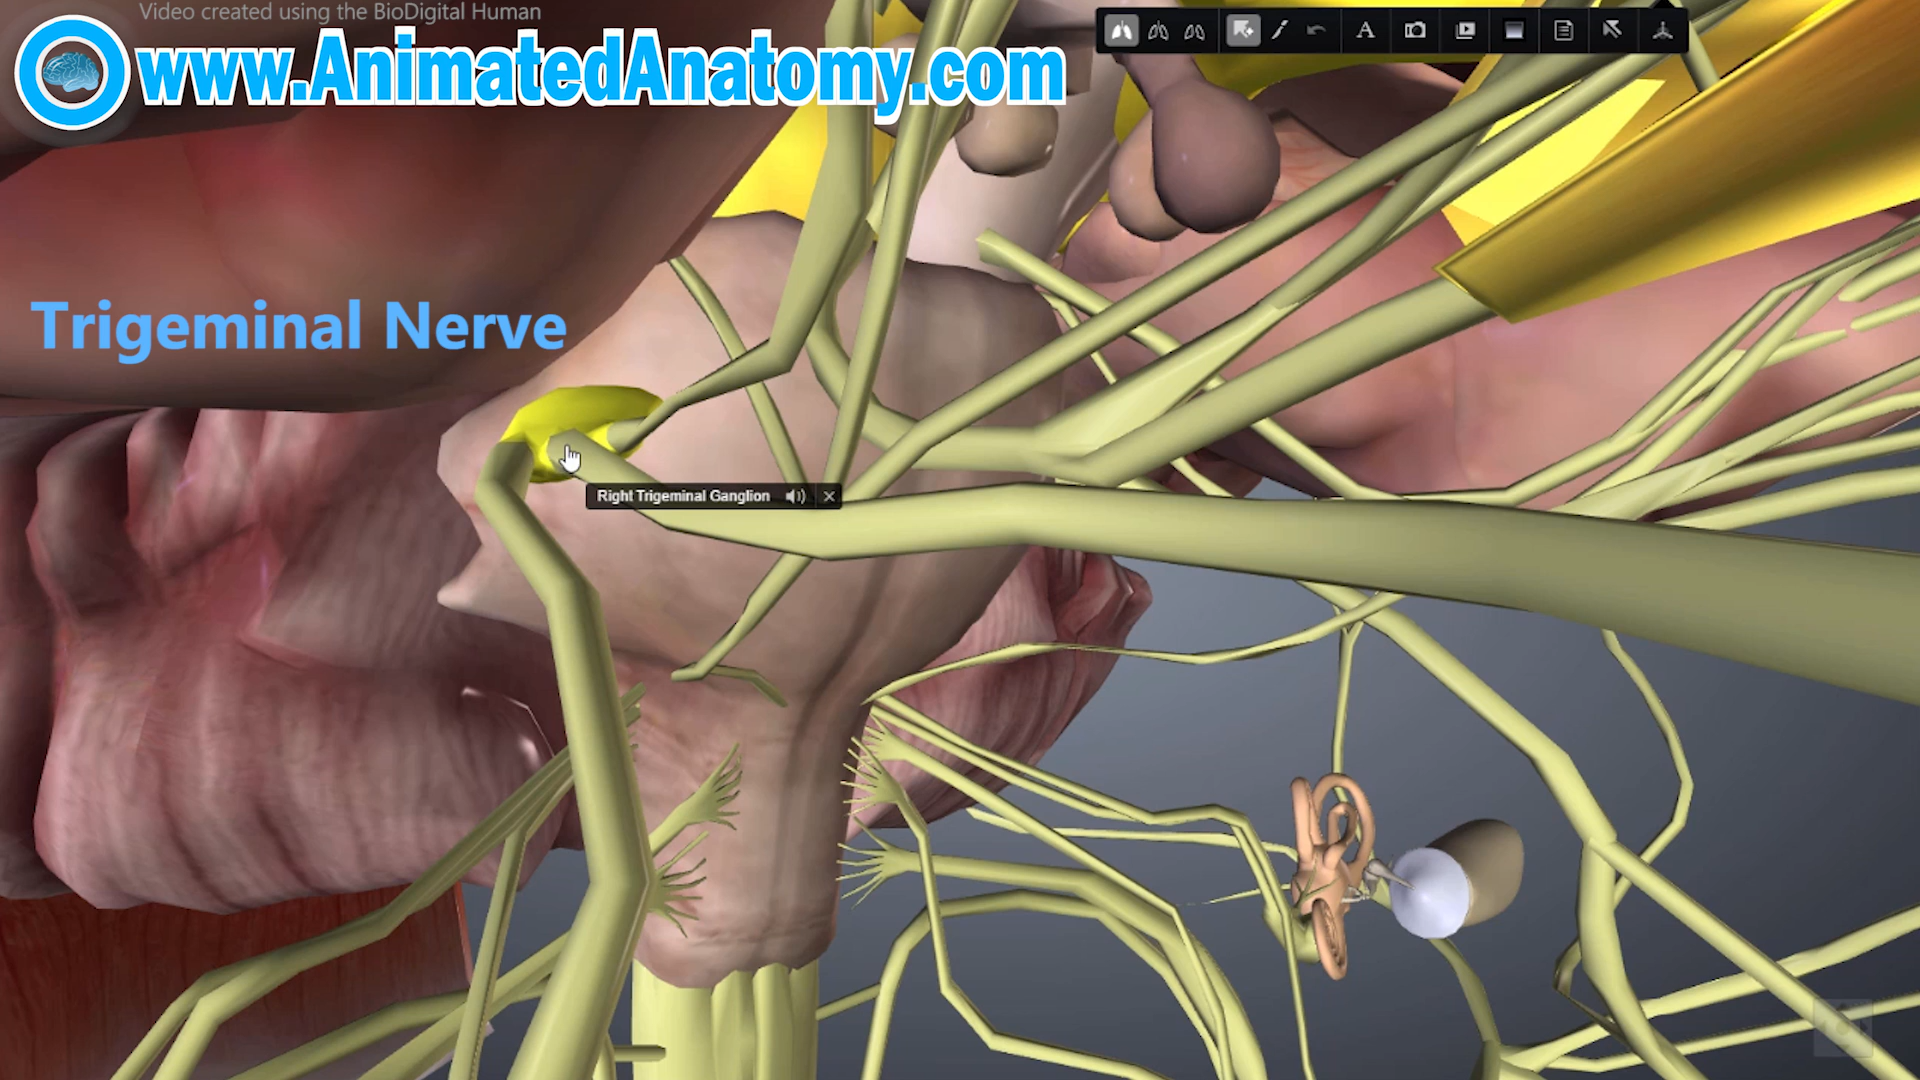 Video created using the BioDigital Human
www.AnimatedAnatomy.com
A
Trigeminal Nerve
Right Trigeminal Ganglion